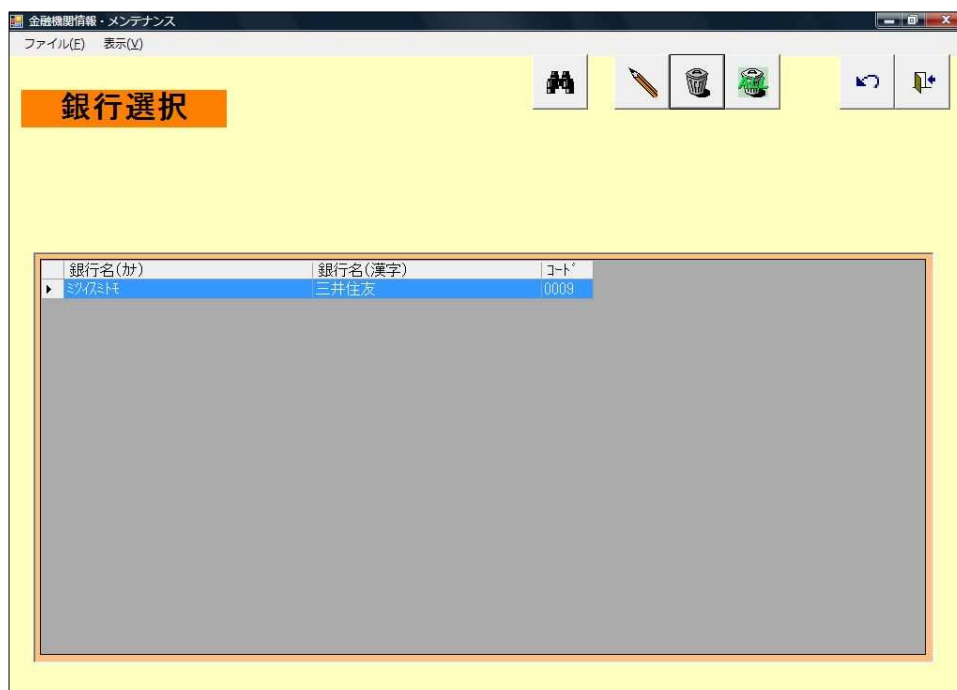 金融機関情報・メンテナンス
ファイル(F) 表示(V)
銀行選択
銀行名(ｶﾅ) 銀行名(漢字) ｺｰﾄﾞ
ﾐﾂｲｽﾐﾄﾓ 三井住友 0009